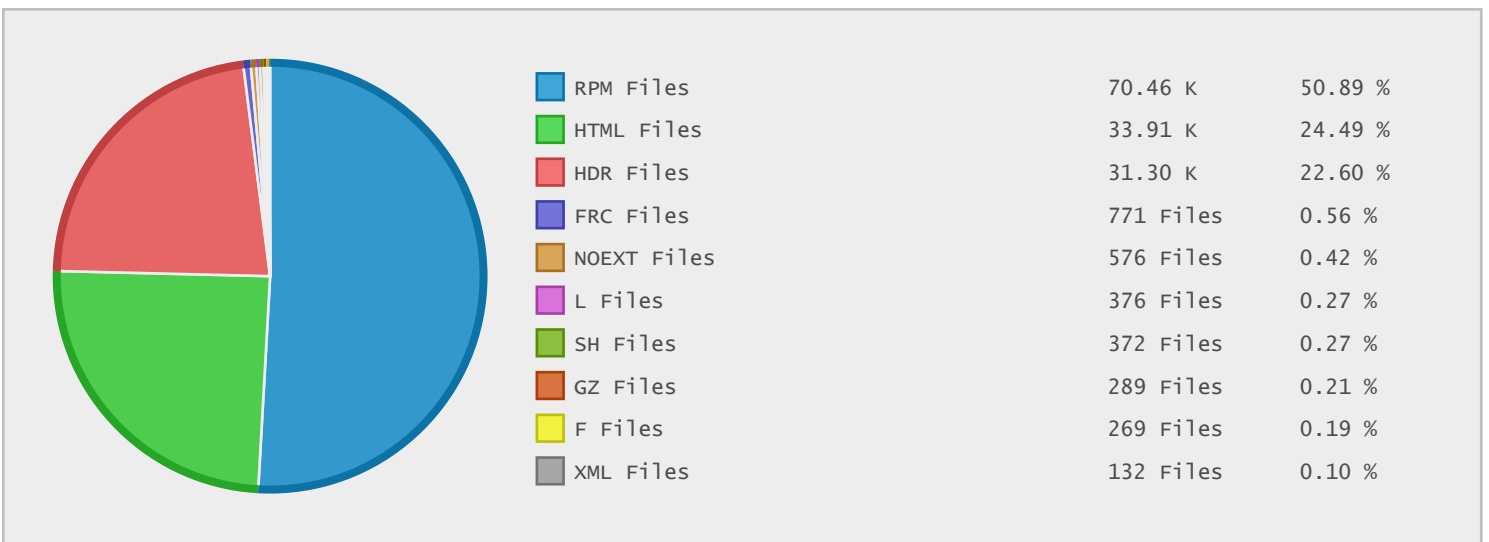 RPM Files 70.46 K 50.89 %
HTML Files 33.91 K 24.49 %
HDR Files 31.30 K 22.60 %
FRC Files 771 Files 0.56 %
NOEXT Files 576 Files 0.42 %
L Files 376 Files 0.27 %
SH Files 372 Files 0.27 %
GZ Files 289 Files 0.21 %
F Files 269 Files 0.19 %
XML Files 132 Files 0.10 %